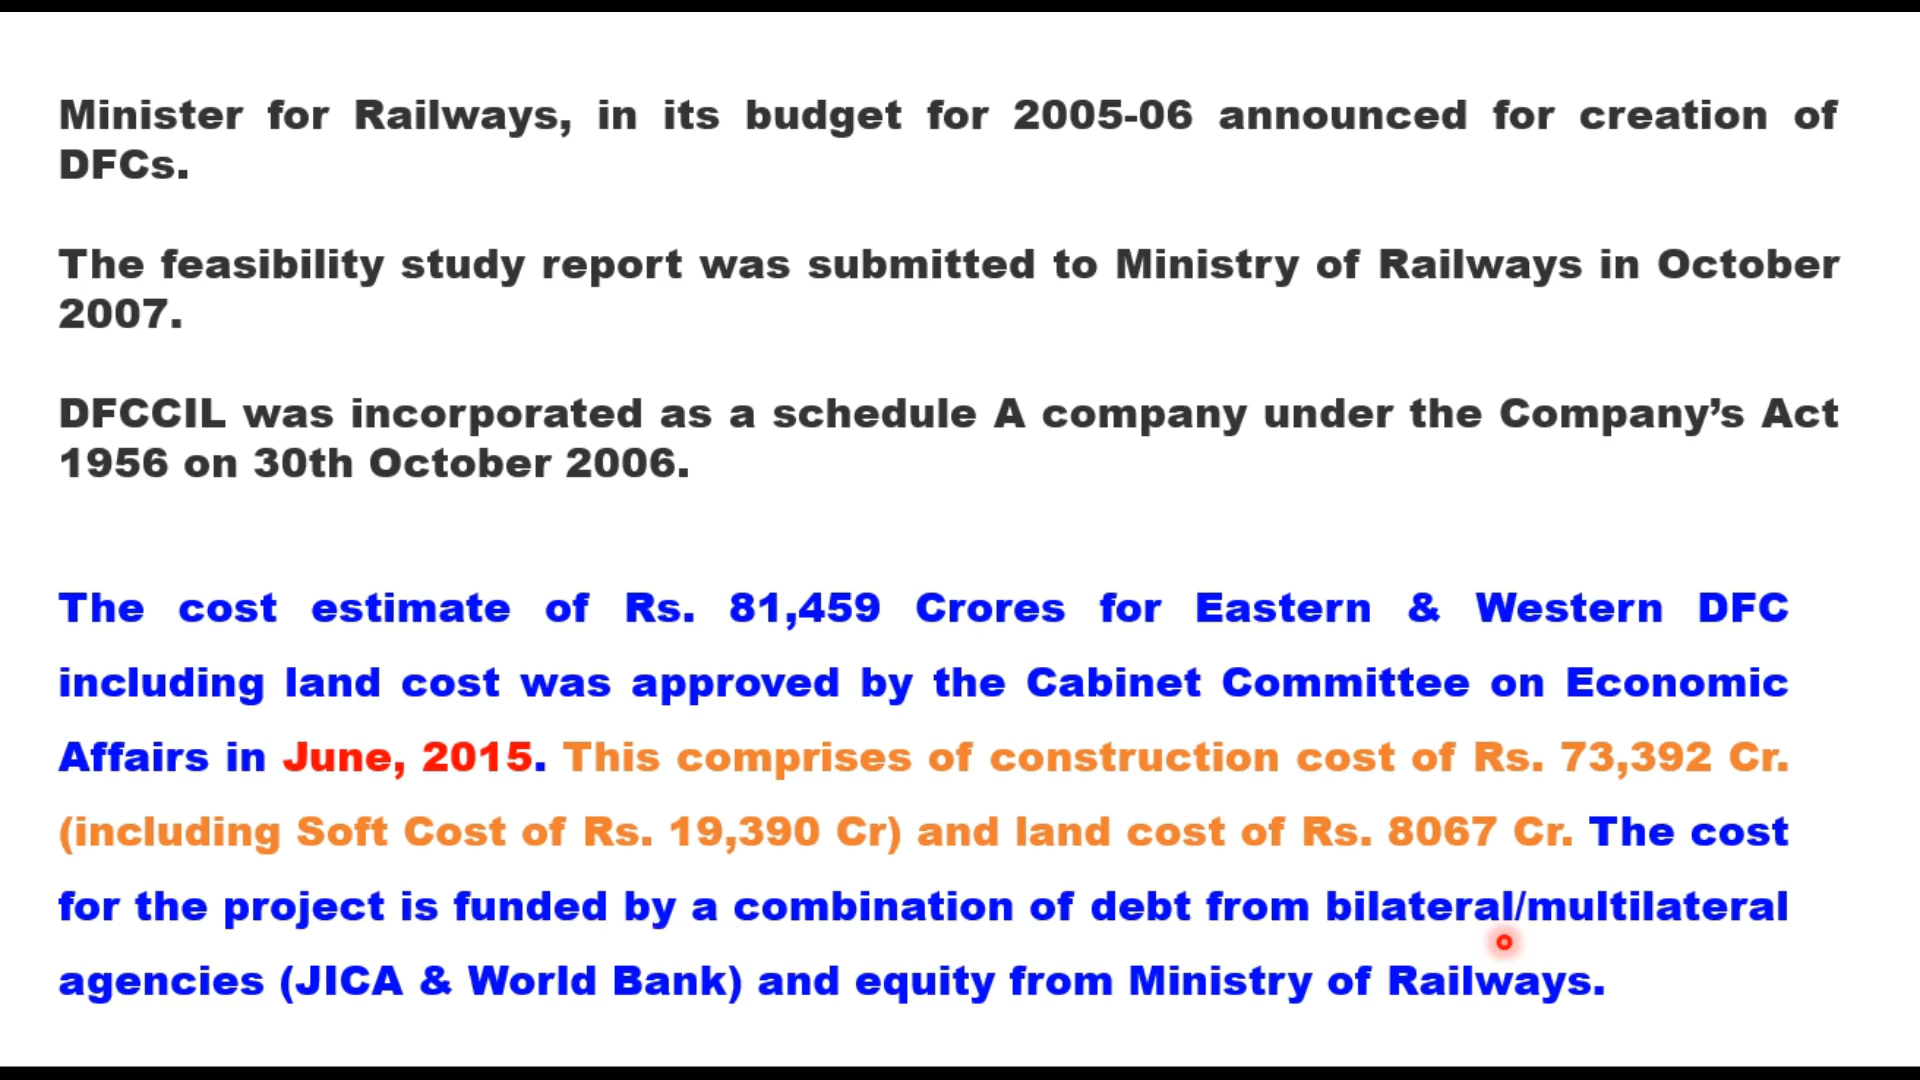 Minister for Railways, in its budget for 2005-06 announced for creation of
DFCs.
The feasibility study report was submitted to Ministry of Railways in October
2007.
DFCCIL was incorporated as a schedule A company under the Company’s Act
1956 on 30th October 2006.
The cost estimate of Rs. 81,459 Crores for Eastern & Western DFC
including land cost was approved by the Cabinet Committee on Economic
Affairs in June, 2015. This comprises of construction cost of Rs. 73,392 Cr.
(including Soft Cost of Rs. 19,390 Cr) and land cost of Rs. 8067 Cr. The cost
for the project is funded by a combination of debt from bilateral/multilateral
agencies (JICA & World Bank) and equity from Ministry of Railways.